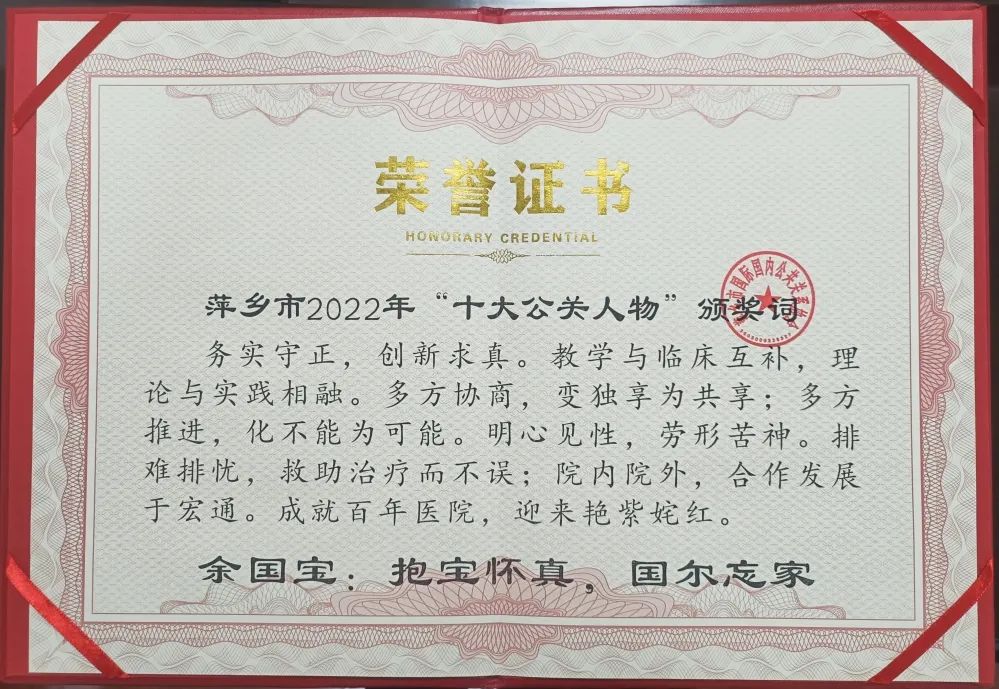 荣誉证书
HONORARY CREDENTIAL
萍乡市2022年“十大公关人物”颁奖词
务实守正，创新求真。教学与临床互补，理
论与实践相融。多方协商，变独享为共享；多方
推进，化不能为可能。明心见性，劳形苦神。排
难排忧，救助治疗而不误；院内院外，合作发展
于宏通。成就百年医院，迎来艳紫姹红。
余国宝：抱宝怀真，国尔忘家